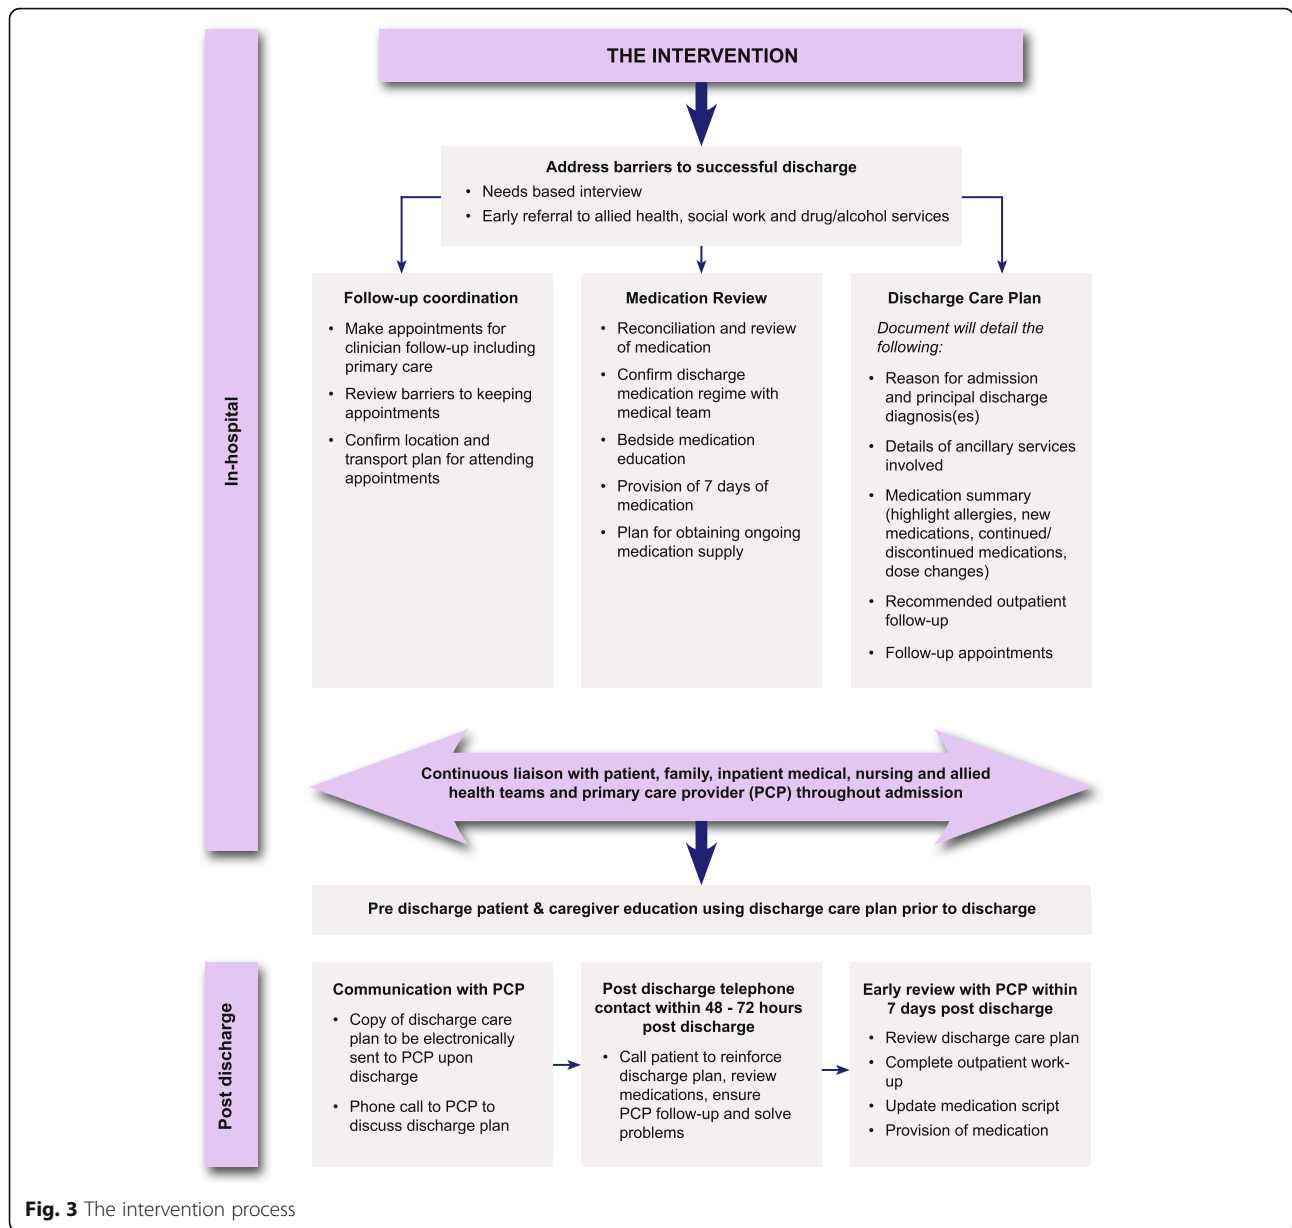 THE INTERVENTION
In-hospital
Address barriers to successful discharge
• Needs based interview
• Early referral to allied health, social work and drug/alcohol services
Follow-up coordination
• Make appointments for
clinician follow-up including
primary care
• Review barriers to keeping
appointments
• Confirm location and
transport plan for attending
appointments
Medication Review
• Reconciliation and review
of medication
• Confirm discharge
medication regime with
medical team
• Bedside medication
education
• Provision of 7 days of
medication
• Plan for obtaining ongoing
medication supply
Discharge Care Plan
Document will detail the
following:
• Reason for admission
and principal discharge
diagnosis(es)
• Details of ancillary services
involved
• Medication summary
(highlight allergies, new
medications, continued/
discontinued medications,
dose changes)
• Recommended outpatient
follow-up
• Follow-up appointments
Continuous liaison with patient, family, inpatient medical, nursing and allied
health teams and primary care provider (PCP) throughout admission
Pre discharge patient & caregiver education using discharge care plan prior to discharge
Post discharge
Communication with PCP
• Copy of discharge care
plan to be electronically
sent to PCP upon
discharge
• Phone call to PCP to
discuss discharge plan
Post discharge telephone
contact within 48 - 72 hours
post discharge
• Call patient to reinforce
discharge plan, review
medications, ensure
PCP follow-up and solve
problems
Early review with PCP within
7 days post discharge
• Review discharge care plan
• Complete outpatient work-
up
• Update medication script
• Provision of medication
Fig. 3 The intervention process